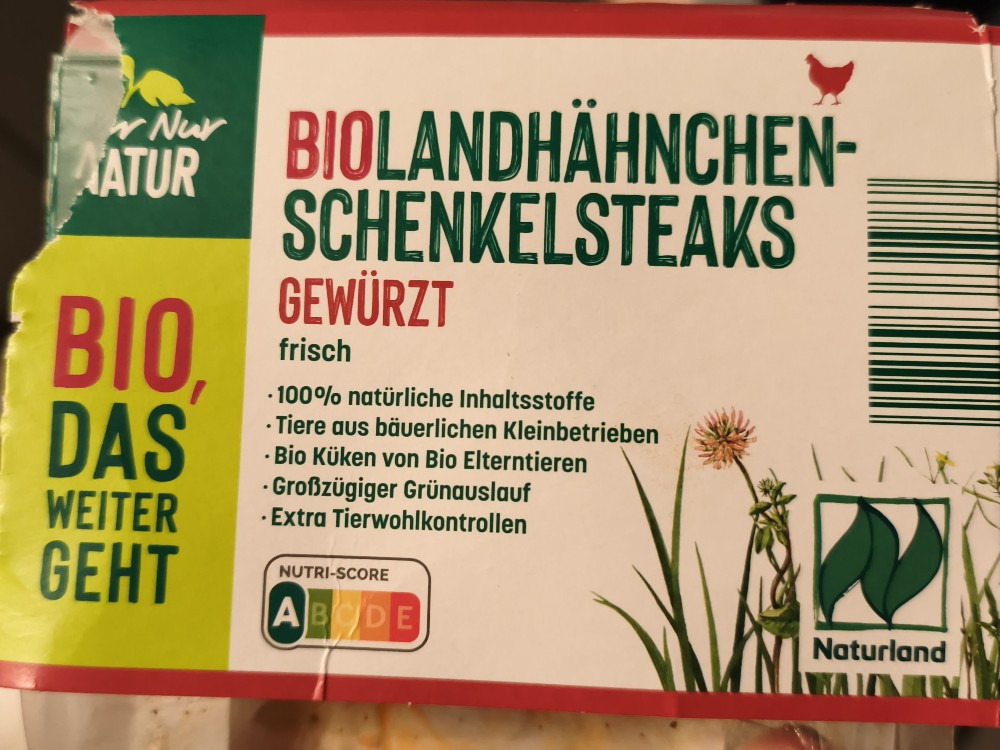 Nur
NATUR
BIO,
DAS
WEITER
GEHT
BIOLANDHÄHNCHEN-
SCHENKELSTEAKS
GEWÜRZT
frisch
· 100% natürliche Inhaltsstoffe
· Tiere aus bäuerlichen Kleinbetrieben
· Bio Küken von Bio Elterntieren
· Großzügiger Grünauslauf
· Extra Tierwohlkontrollen
NUTRI-SCORE
A B C D E
Naturland